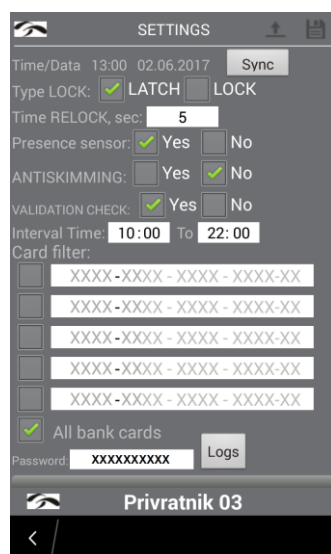 SETTINGS
Time/Data 13:00 02.06.2017 Sync
Type LOCK: LATCH LOCK
Time RELOCK, sec: 5
Presence sensor: Yes No
ANTISKIMMING: Yes No
VALIDATION CHECK: Yes No
Interval Time: 10:00 To 22:00
Card filter:
XXXX-XXXX - XXXX - XXXX-XX
XXXX-XXXX - XXXX - XXXX-XX
XXXX-XXXX - XXXX - XXXX-XX
XXXX-XXXX - XXXX - XXXX-XX
XXXX-XXXX - XXXX - XXXX-XX
All bank cards
Password: XXXXXXXXXX Logs
Privratnik 03